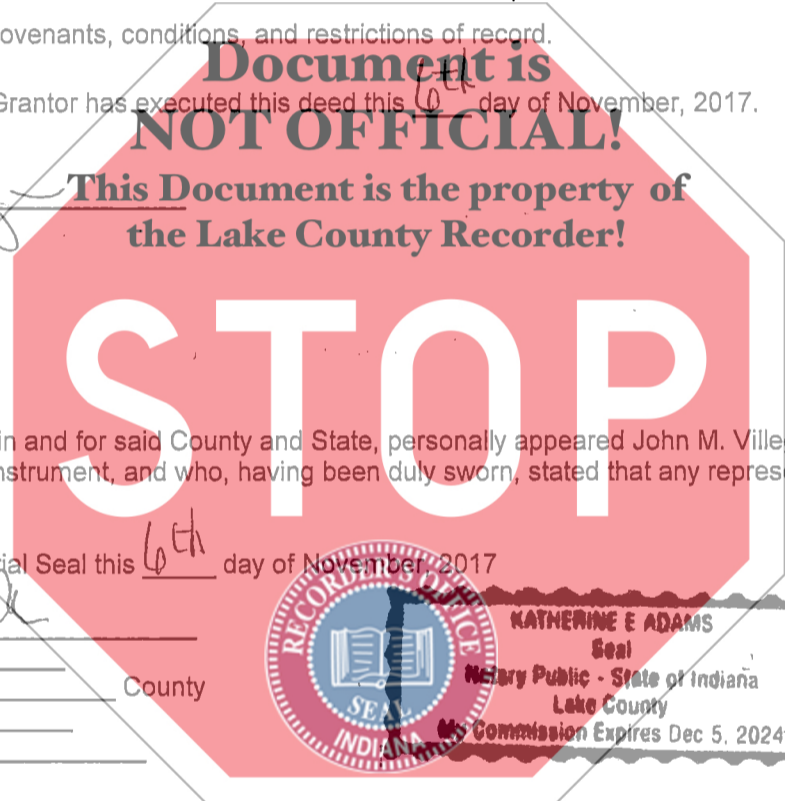 ovenants, conditions, and restrictions of record.
Document is
Grantor has executed this deed this 6th day of November, 2017.
NOT OFFICIAL!
This Document is the property of
the Lake County Recorder!
STOP
in and for said County and State, personally appeared John M. Ville
nstrument, and who, having been duly sworn, stated that any repres
ial Seal this 6th day of November, 2017
RECORDER'S OFFICE
SEAL
INDIANA
KATHERINE E ADAMS
Seal
Notary Public - State of Indiana
Lake County
My Commission Expires Dec 5, 2024
County